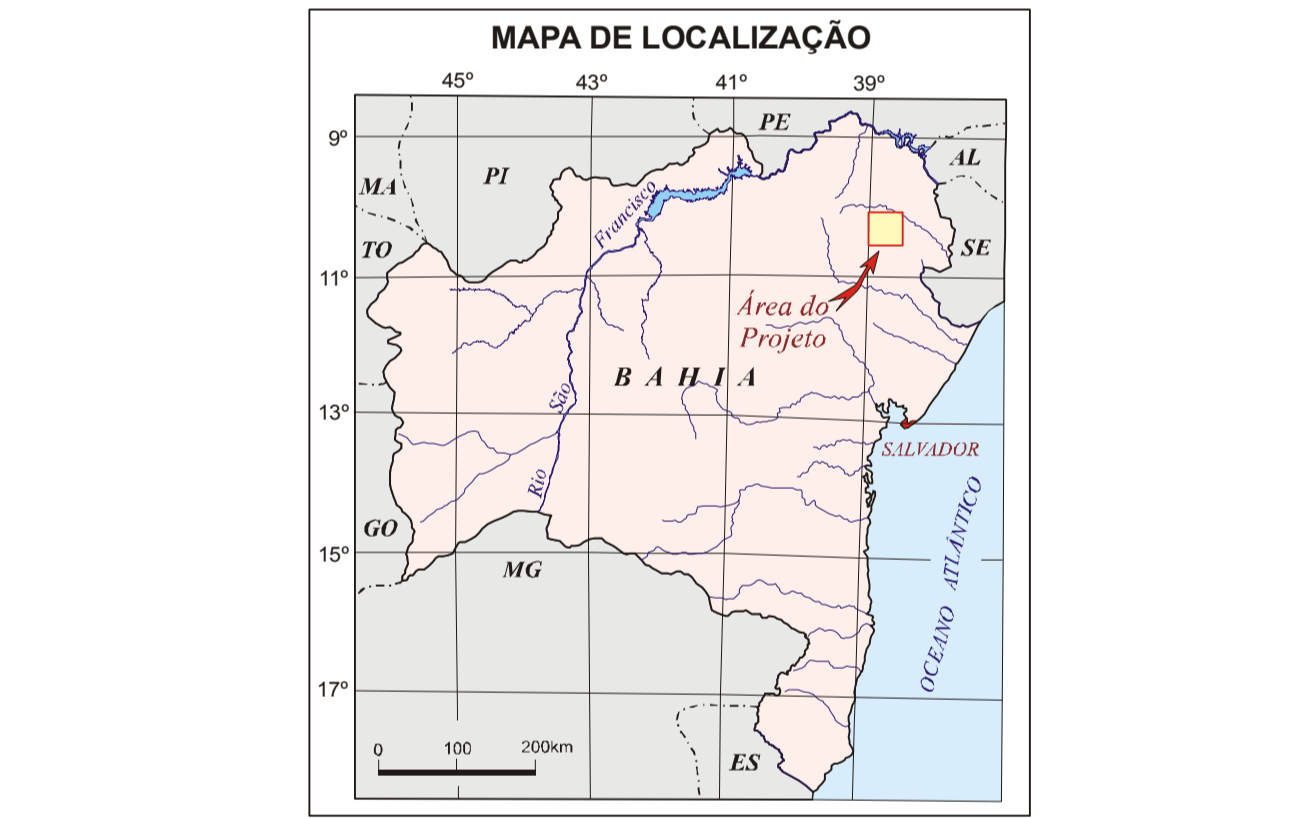 MAPA DE LOCALIZAÇÃO
45º 43º 41º 39º
9º
PE
AL
MA
PI
Francisco
TO
SE
11º
Área do
Projeto
BAHIA
São
13º
SALVADOR
Rio
GO
OCEANO ATLÂNTICO
15º
MG
17º
0 100 200km
ES